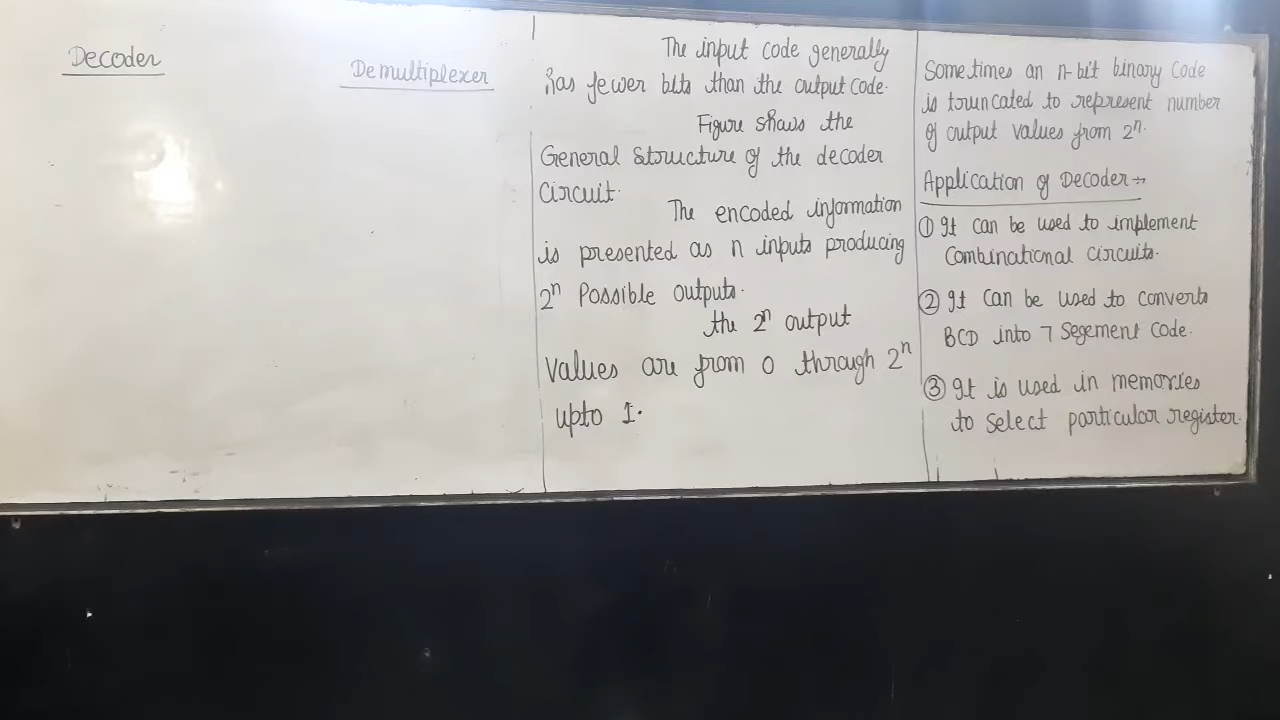 Decoder
Demultiplexer
The input code generally
has fewer bits than the output code.
Figure shows the
General Structure of the decoder
Circuit.
The encoded information
is presented as n inputs producing
2ⁿ Possible outputs.
the 2ⁿ output
values are from 0 through 2ⁿ
upto 1.
Sometimes an n-bit binary Code
is truncated to represent number
of output values from 2ⁿ.
Application of Decoder →
① It can be used to implement
Combinational Circuits.
② It can be used to converts
BCD into 7 Segement Code.
③ It is used in memories
to select particular register.